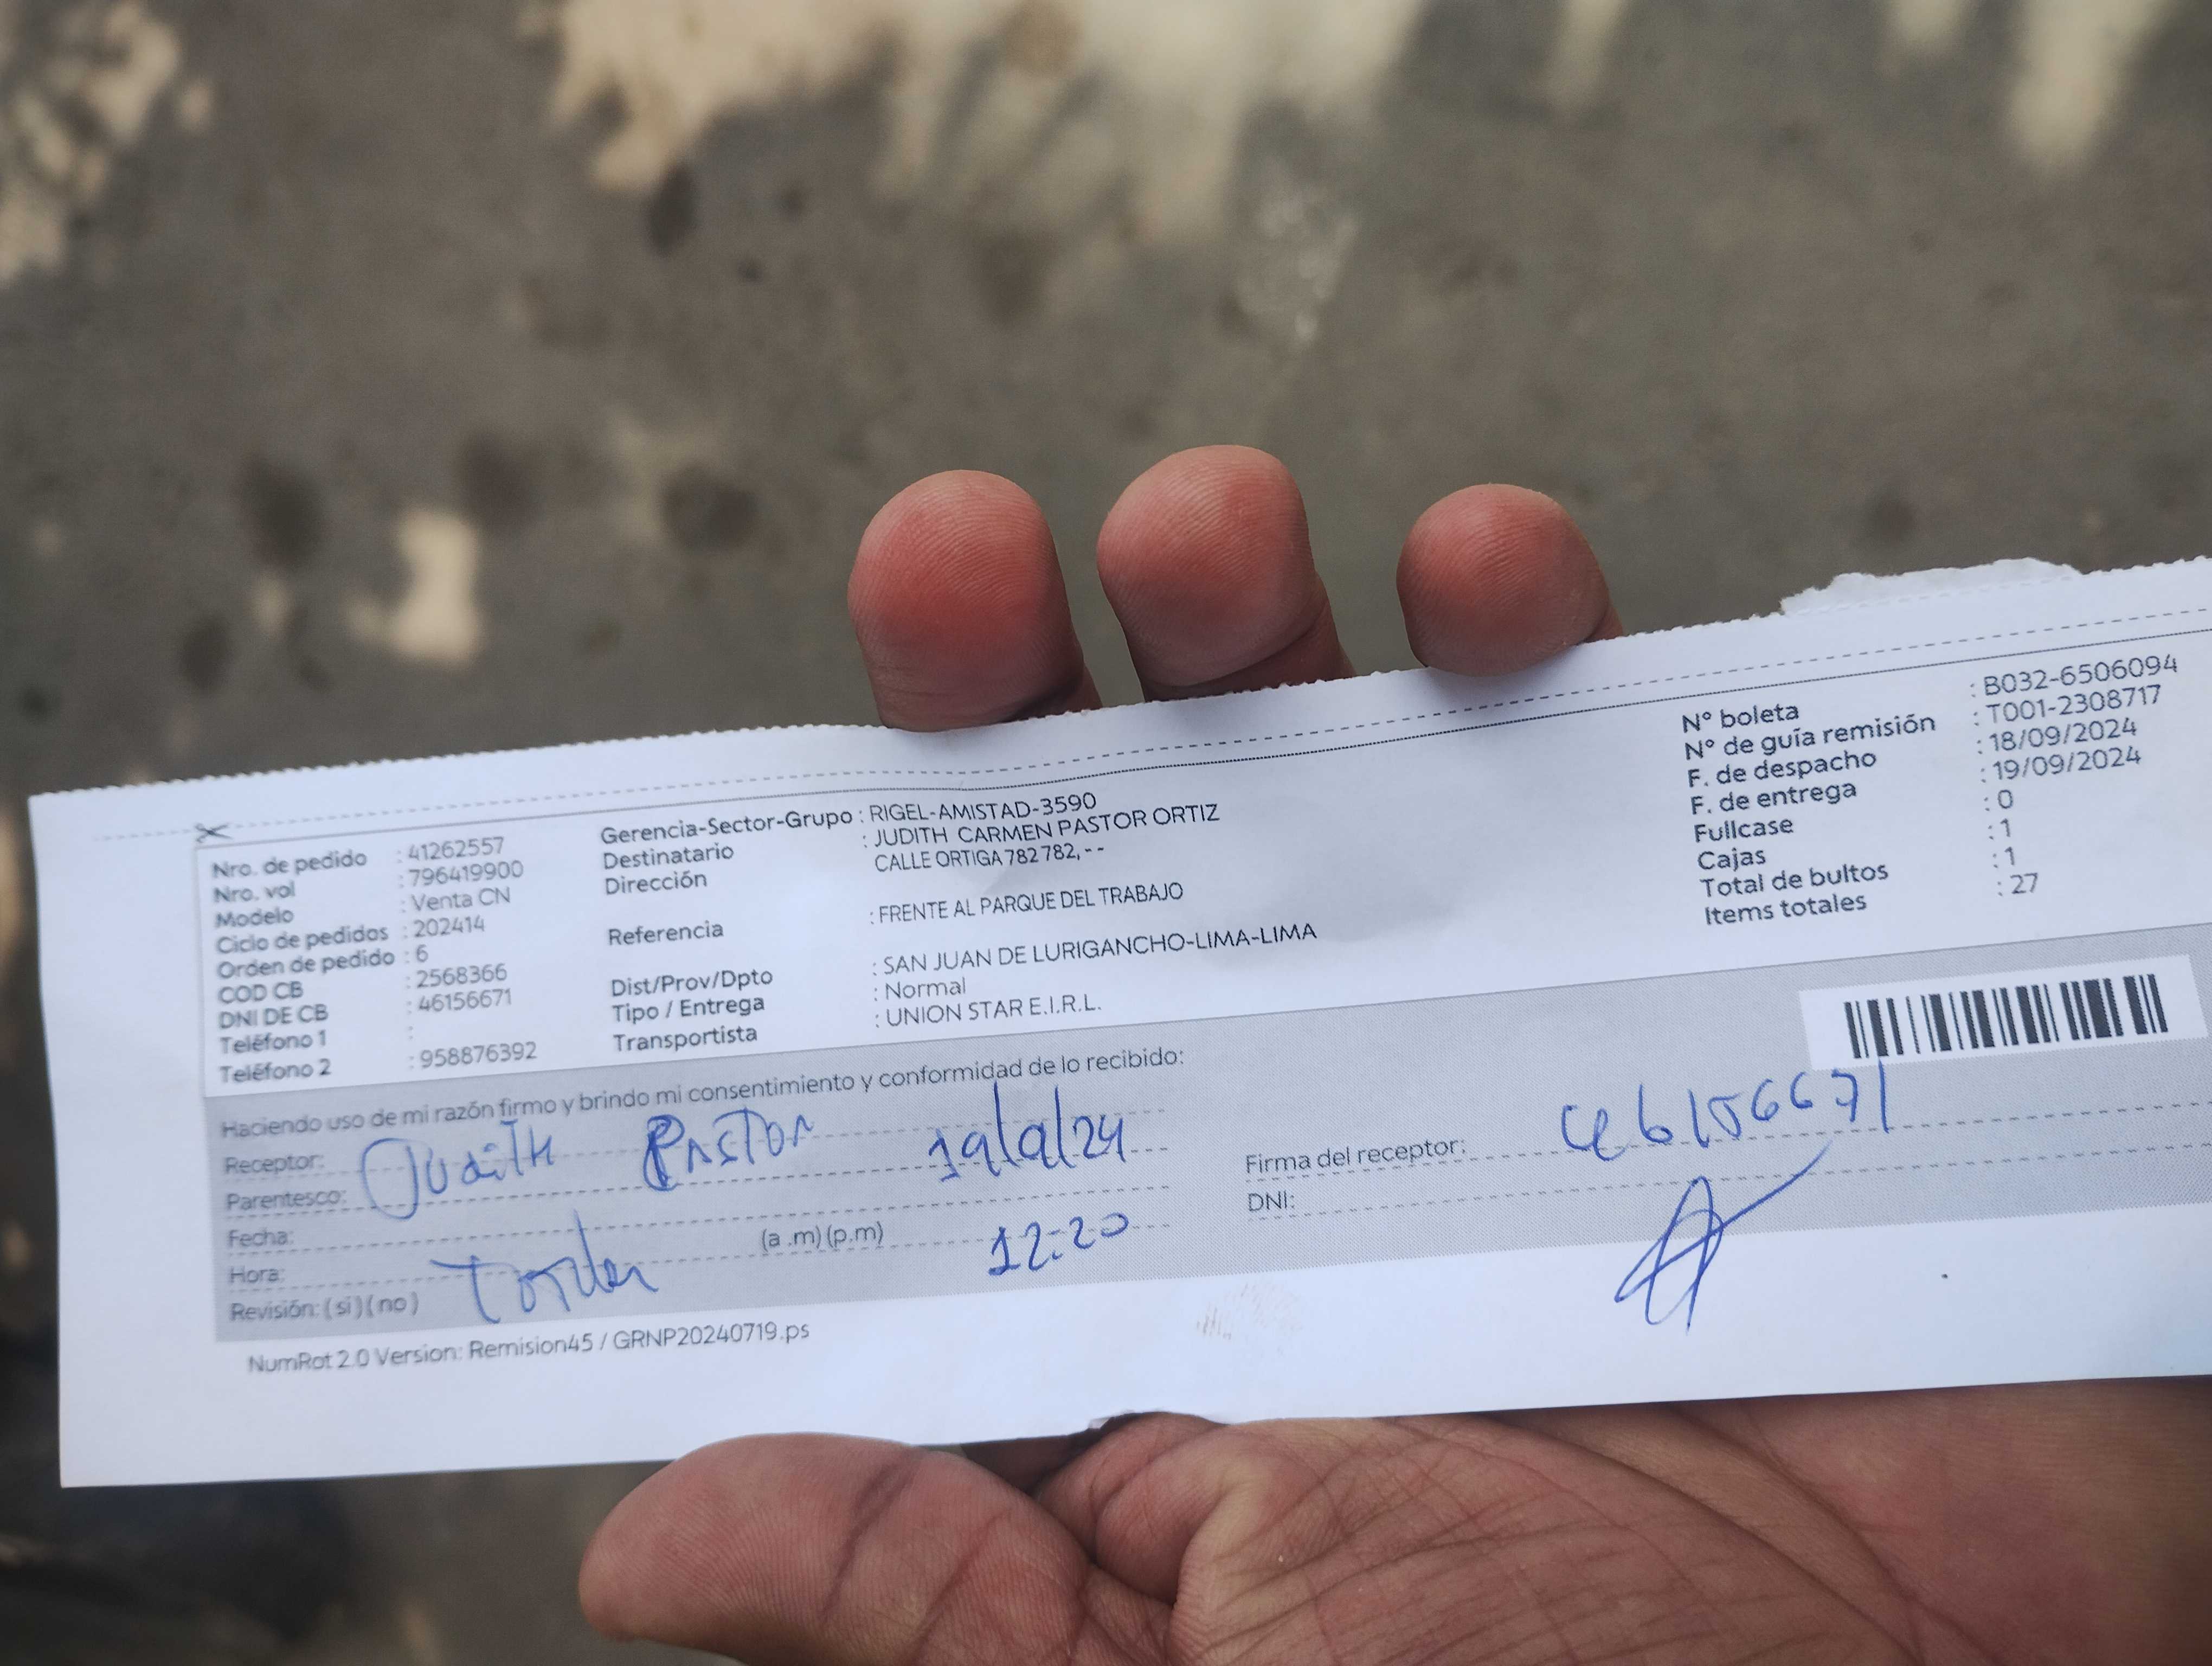 Nro. de pedido : 41262557
Nro. vol : 796419900
Modelo : Venta CN
Ciclo de pedidos : 202414
Orden de pedido : 6
COD CB : 2568366
DNI DE CB : 46156671
Teléfono 1 :
Teléfono 2 : 958876392
Gerencia-Sector-Grupo : RIGEL-AMISTAD-3590
Destinatario : JUDITH CARMEN PASTOR ORTIZ
Dirección CALLE ORTIGA 782 782, - -
Referencia : FRENTE AL PARQUE DEL TRABAJO
Dist/Prov/Dpto : SAN JUAN DE LURIGANCHO-LIMA-LIMA
Tipo / Entrega : Normal
Transportista : UNION STAR E.I.R.L.
N° boleta : B032-6506094
N° de guía remisión : T001-2308717
F. de despacho : 18/09/2024
F. de entrega : 19/09/2024
Fullcase : 0
Cajas : 1
Total de bultos : 1
Items totales : 27
Haciendo uso de mi razón firmo y brindo mi consentimiento y conformidad de lo recibido:
Receptor: Judith Pastor 19/9/24
Parentesco:
Fecha:
Hora: (a .m) (p.m) 12:20
Revisión: ( si ) ( no )
Firma del receptor: 46156671
DNI:
NumRot 2.0 Version: Remision45 / GRNP20240719.ps